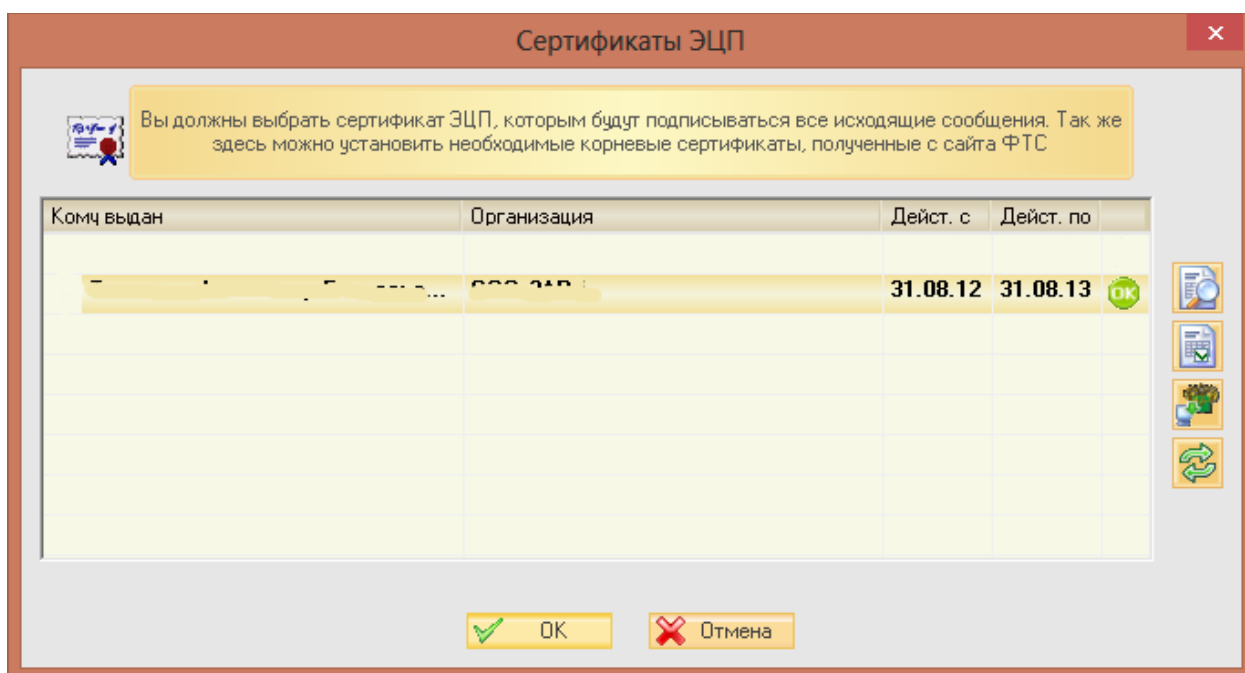 Сертификаты ЭЦП
Вы должны выбрать сертификат ЭЦП, которым будут подписываться все исходящие сообщения. Так же
здесь можно установить необходимые корневые сертификаты, полученные с сайта ФТС
Кому выдан Организация Дейст. с Дейст. по
31.08.12 31.08.13 OK
OK Отмена